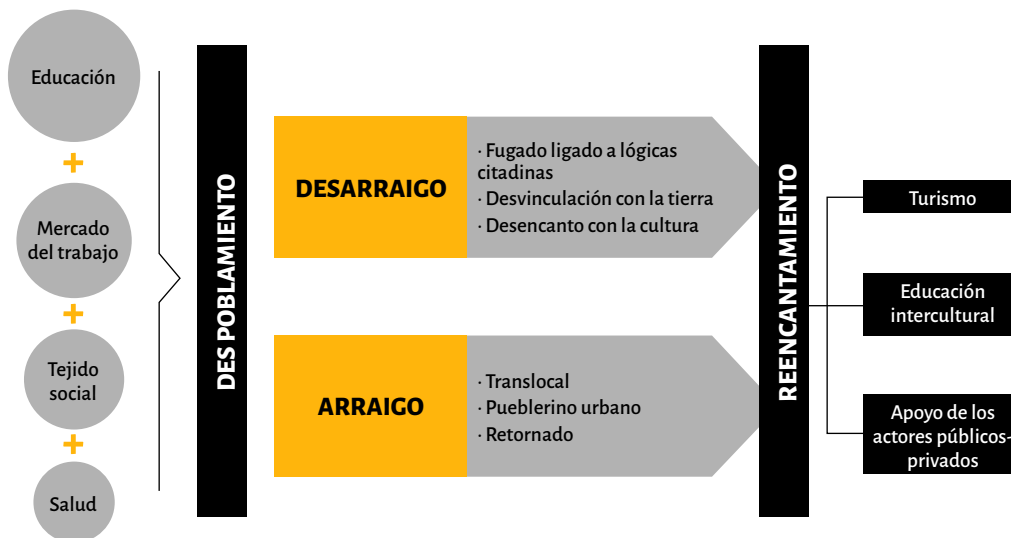 Educación
+
Mercado
del trabajo
+
Tejido
social
+
Salud
DES POBLAMIENTO
DESARRAIGO
· Fugado ligado a lógicas
citadinas
· Desvinculación con la tierra
· Desencanto con la cultura
ARRAIGO
· Translocal
· Pueblerino urbano
· Retornado
REENCANTAMIENTO
Turismo
Educación
intercultural
Apoyo de los
actores públicos-
privados